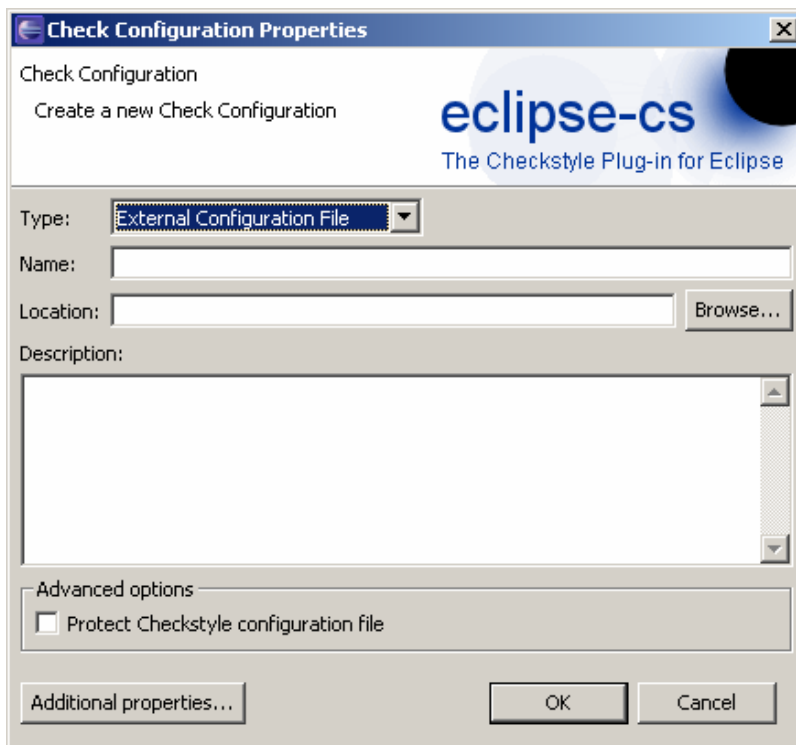 Check Configuration Properties
Check Configuration
Create a new Check Configuration
eclipse-cs
The Checkstyle Plug-in for Eclipse
Type: External Configuration File
Name:
Location: Browse...
Description:
Advanced options
Protect Checkstyle configuration file
Additional properties... OK Cancel